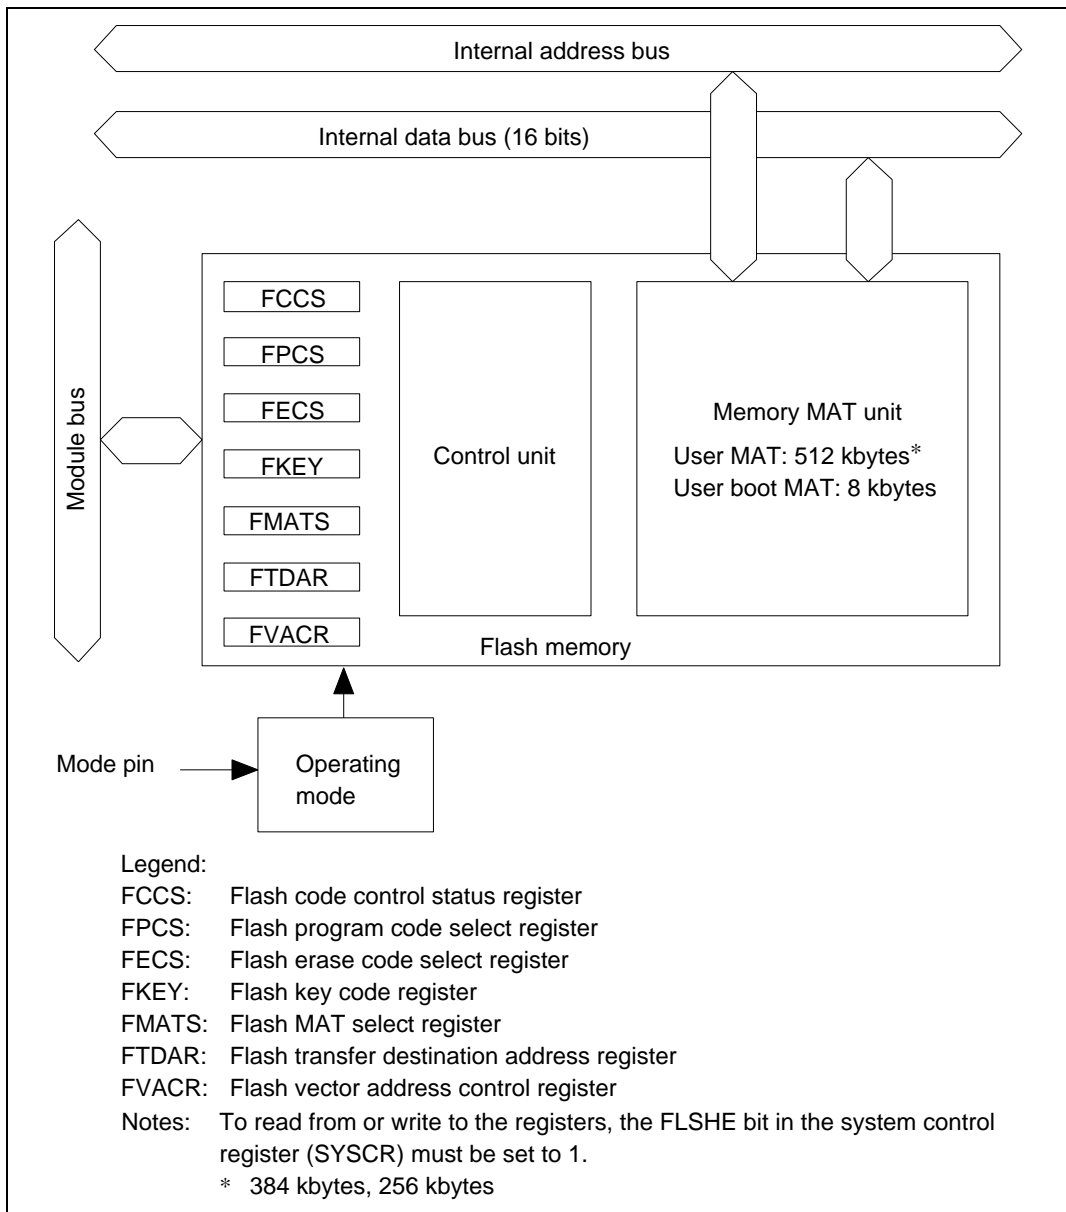 Internal address bus
Internal data bus (16 bits)
Module bus
FCCS
FPCS
FECS
FKEY
FMATS
FTDAR
FVACR
Control unit
Memory MAT unit
User MAT: 512 kbytes*
User boot MAT: 8 kbytes
Flash memory
Mode pin
Operating
mode
Legend:
FCCS: Flash code control status register
FPCS: Flash program code select register
FECS: Flash erase code select register
FKEY: Flash key code register
FMATS: Flash MAT select register
FTDAR: Flash transfer destination address register
FVACR: Flash vector address control register
Notes: To read from or write to the registers, the FLSHE bit in the system control
register (SYSCR) must be set to 1.
* 384 kbytes, 256 kbytes